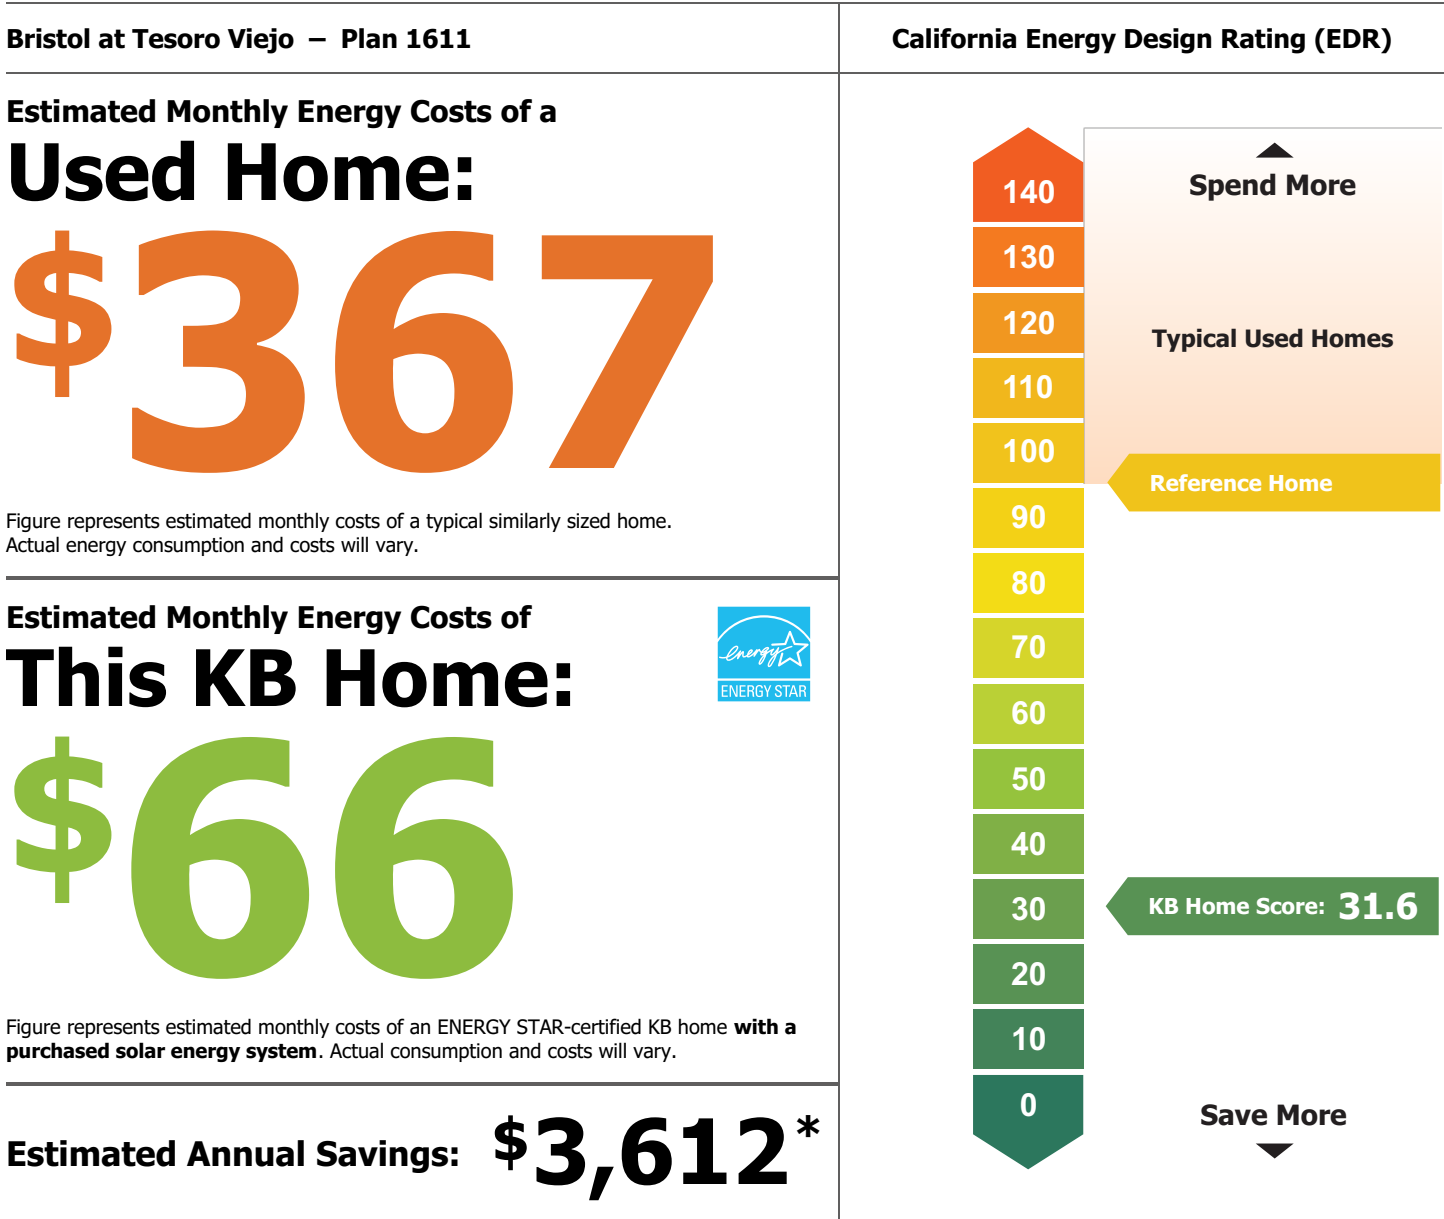 Bristol at Tesoro Viejo – Plan 1611
Estimated Monthly Energy Costs of a
Used Home:
$367
Figure represents estimated monthly costs of a typical similarly sized home.
Actual energy consumption and costs will vary.
Estimated Monthly Energy Costs of
This KB Home:
energy
ENERGY STAR
$66
Figure represents estimated monthly costs of an ENERGY STAR-certified KB home with a
purchased solar energy system. Actual consumption and costs will vary.
Estimated Annual Savings: $3,612*
California Energy Design Rating (EDR)
140
Spend More
130
120
Typical Used Homes
110
100
Reference Home
90
80
70
60
50
40
30
KB Home Score: 31.6
20
10
0
Save More